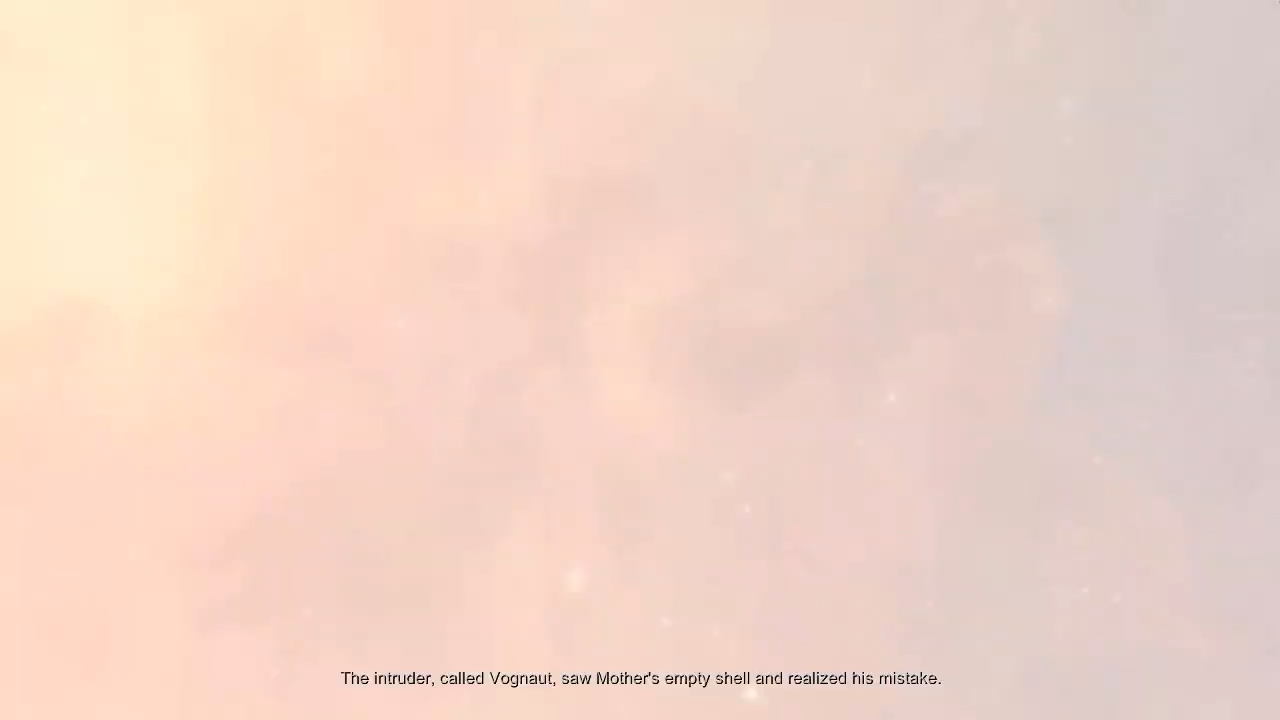 The intruder, called Vognaut, saw Mother's empty shell and realized his mistake.